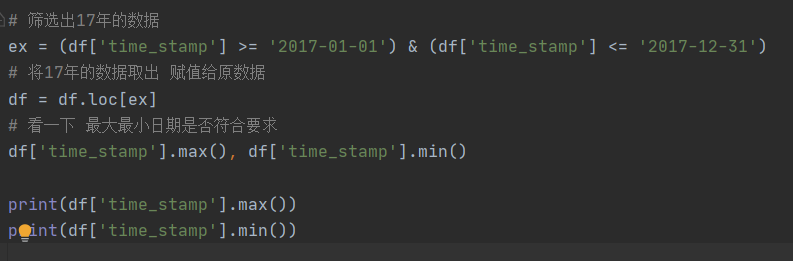 # 筛选出17年的数据
ex = (df['time_stamp'] >= '2017-01-01') & (df['time_stamp'] <= '2017-12-31')
# 将17年的数据取出 赋值给原数据
df = df.loc[ex]
# 看一下 最大最小日期是否符合要求
df['time_stamp'].max(), df['time_stamp'].min()
print(df['time_stamp'].max())
print(df['time_stamp'].min())